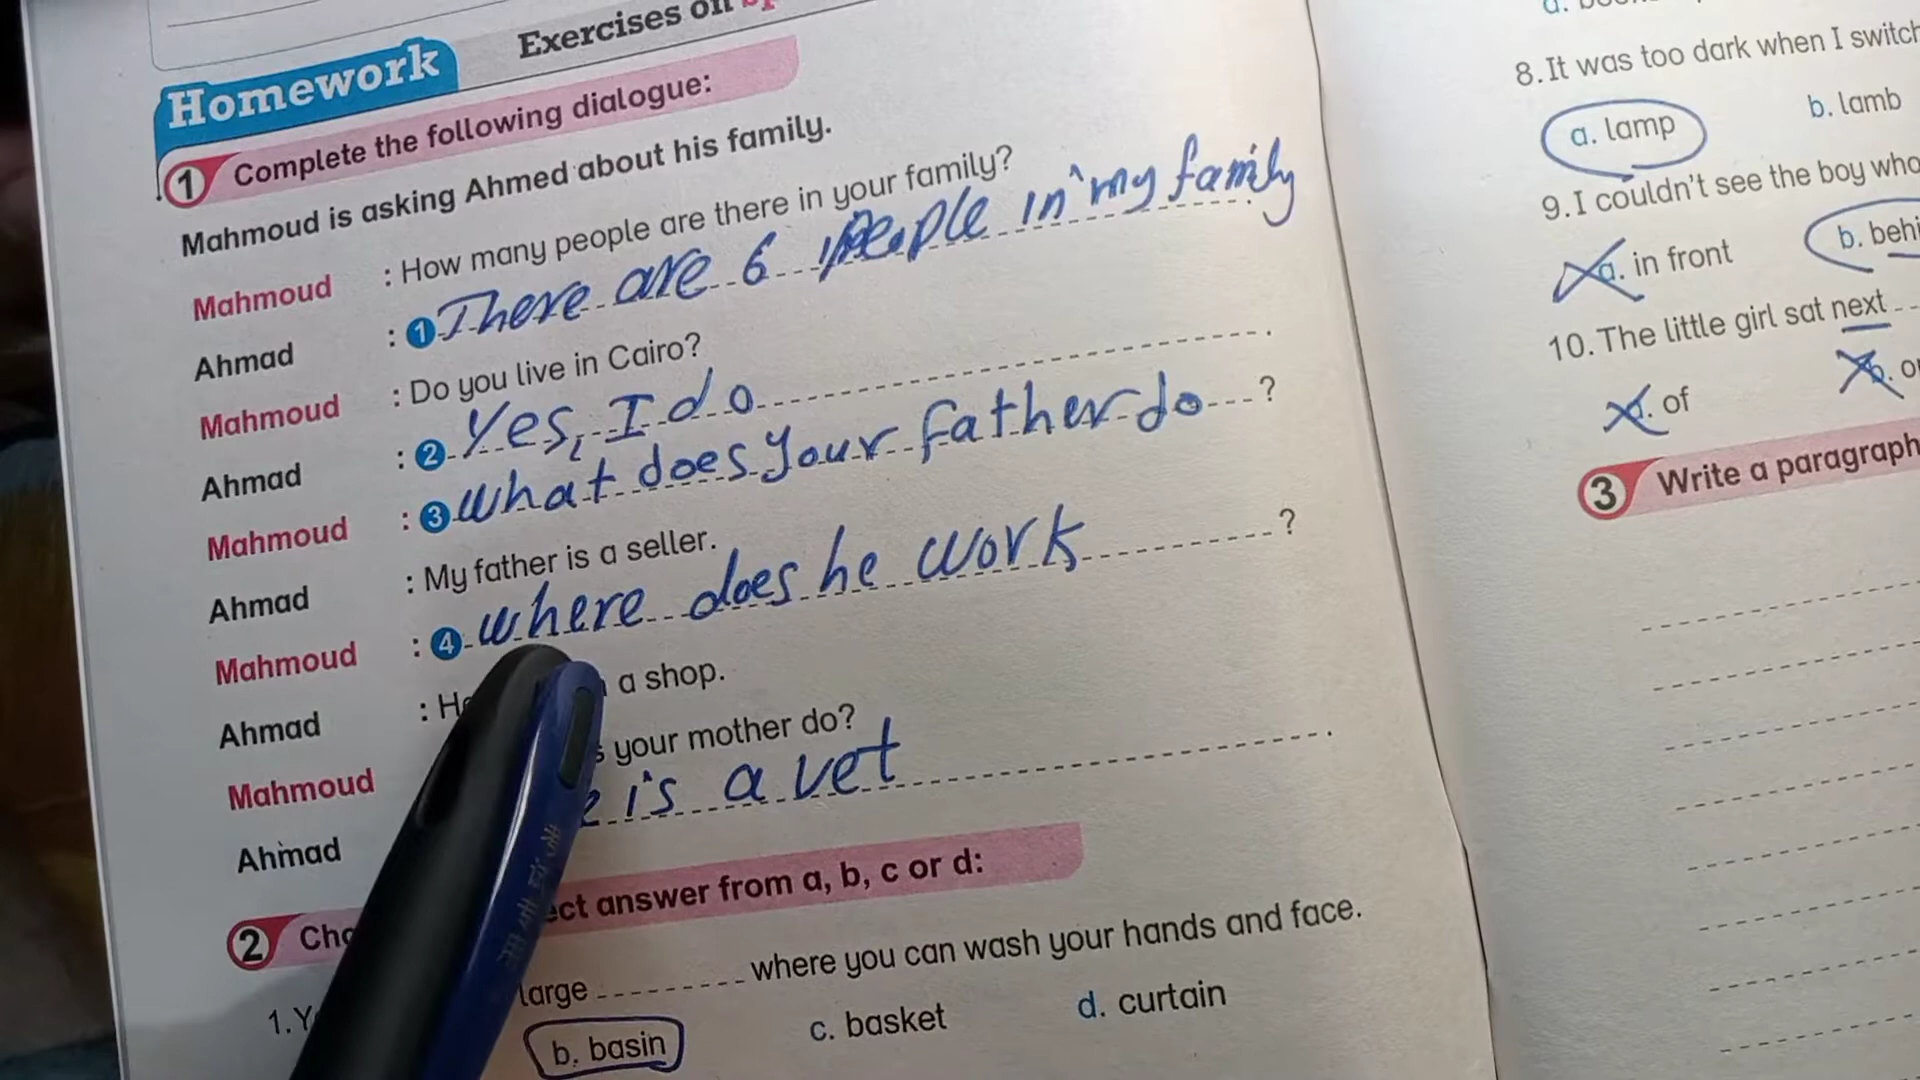 Homework Exercises on
1 Complete the following dialogue:
Mahmoud is asking Ahmed about his family.
Mahmoud : How many people are there in your family?
Ahmad : 1 There are 6 people in my family
Mahmoud : Do you live in Cairo?
Ahmad : 2 Yes, I do
Mahmoud : 3 what does your father do ?
Ahmad : My father is a seller.
Mahmoud : 4 where does he work ?
Ahmad : a shop.
Mahmoud your mother do?
Ahmad is a vet
2 answer from a, b, c or d:
1. large where you can wash your hands and face.
b. basin c. basket d. curtain
8. It was too dark when I
a. lamp b. lamb
9. I couldn't see the boy who
a. in front b.
10. The little girl sat next
a. of b.
3 Write a paragraph